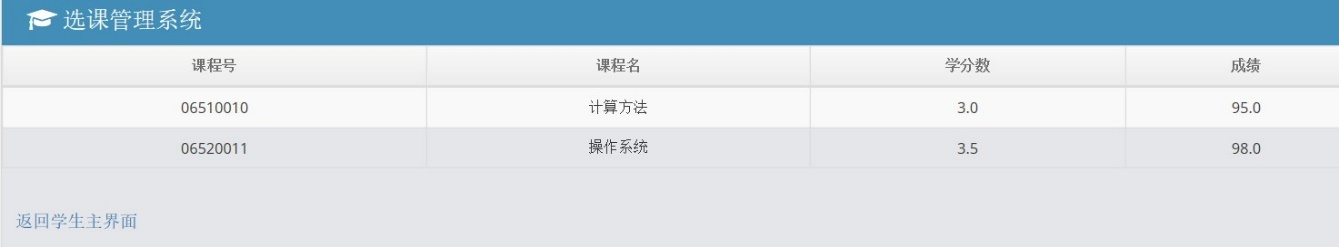 选课管理系统
课程号 课程名 学分数 成绩
06510010 计算方法 3.0 95.0
06520011 操作系统 3.5 98.0
返回学生主界面